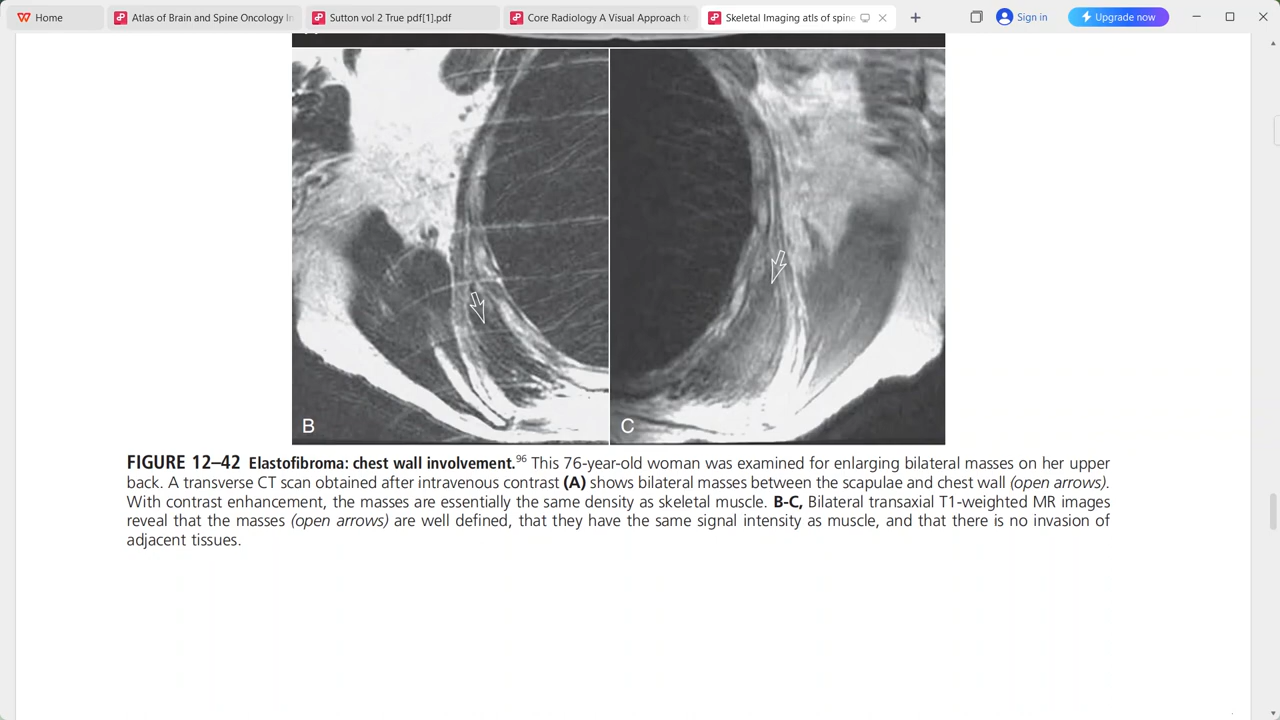 Home
Atlas of Brain and Spine Oncology In
Sutton vol 2 True pdf[1].pdf
Core Radiology A Visual Approach to
Skeletal Imaging atls of spine
Sign in
Upgrade now
B
C
FIGURE 12–42 Elastofibroma: chest wall involvement.96 This 76-year-old woman was examined for enlarging bilateral masses on her upper
back. A transverse CT scan obtained after intravenous contrast (A) shows bilateral masses between the scapulae and chest wall (open arrows).
With contrast enhancement, the masses are essentially the same density as skeletal muscle. B-C, Bilateral transaxial T1-weighted MR images
reveal that the masses (open arrows) are well defined, that they have the same signal intensity as muscle, and that there is no invasion of
adjacent tissues.